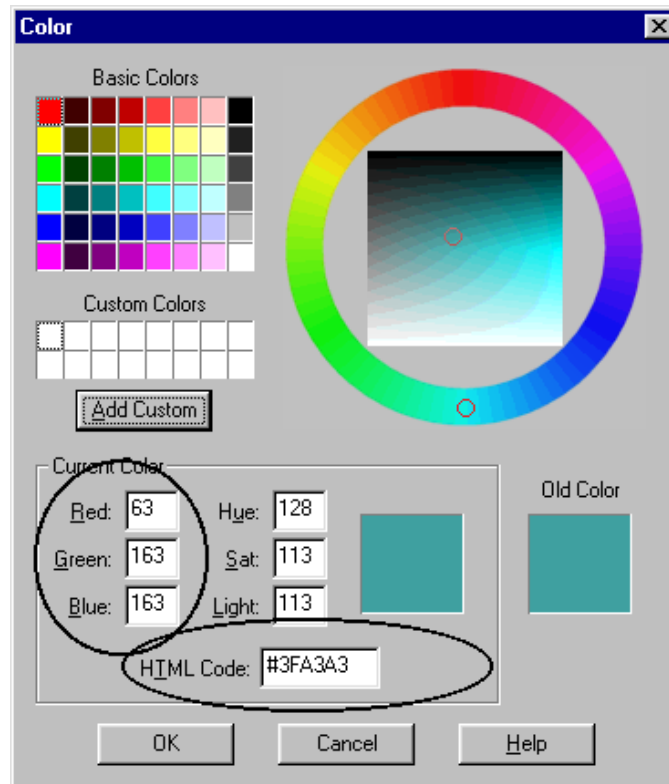 Color
Basic Colors
Custom Colors
Add Custom
Current Color
Old Color
Red: 63 Hue: 128
Green: 163 Sat: 113
Blue: 163 Light: 113
HTML Code: #3FA3A3
OK Cancel Help